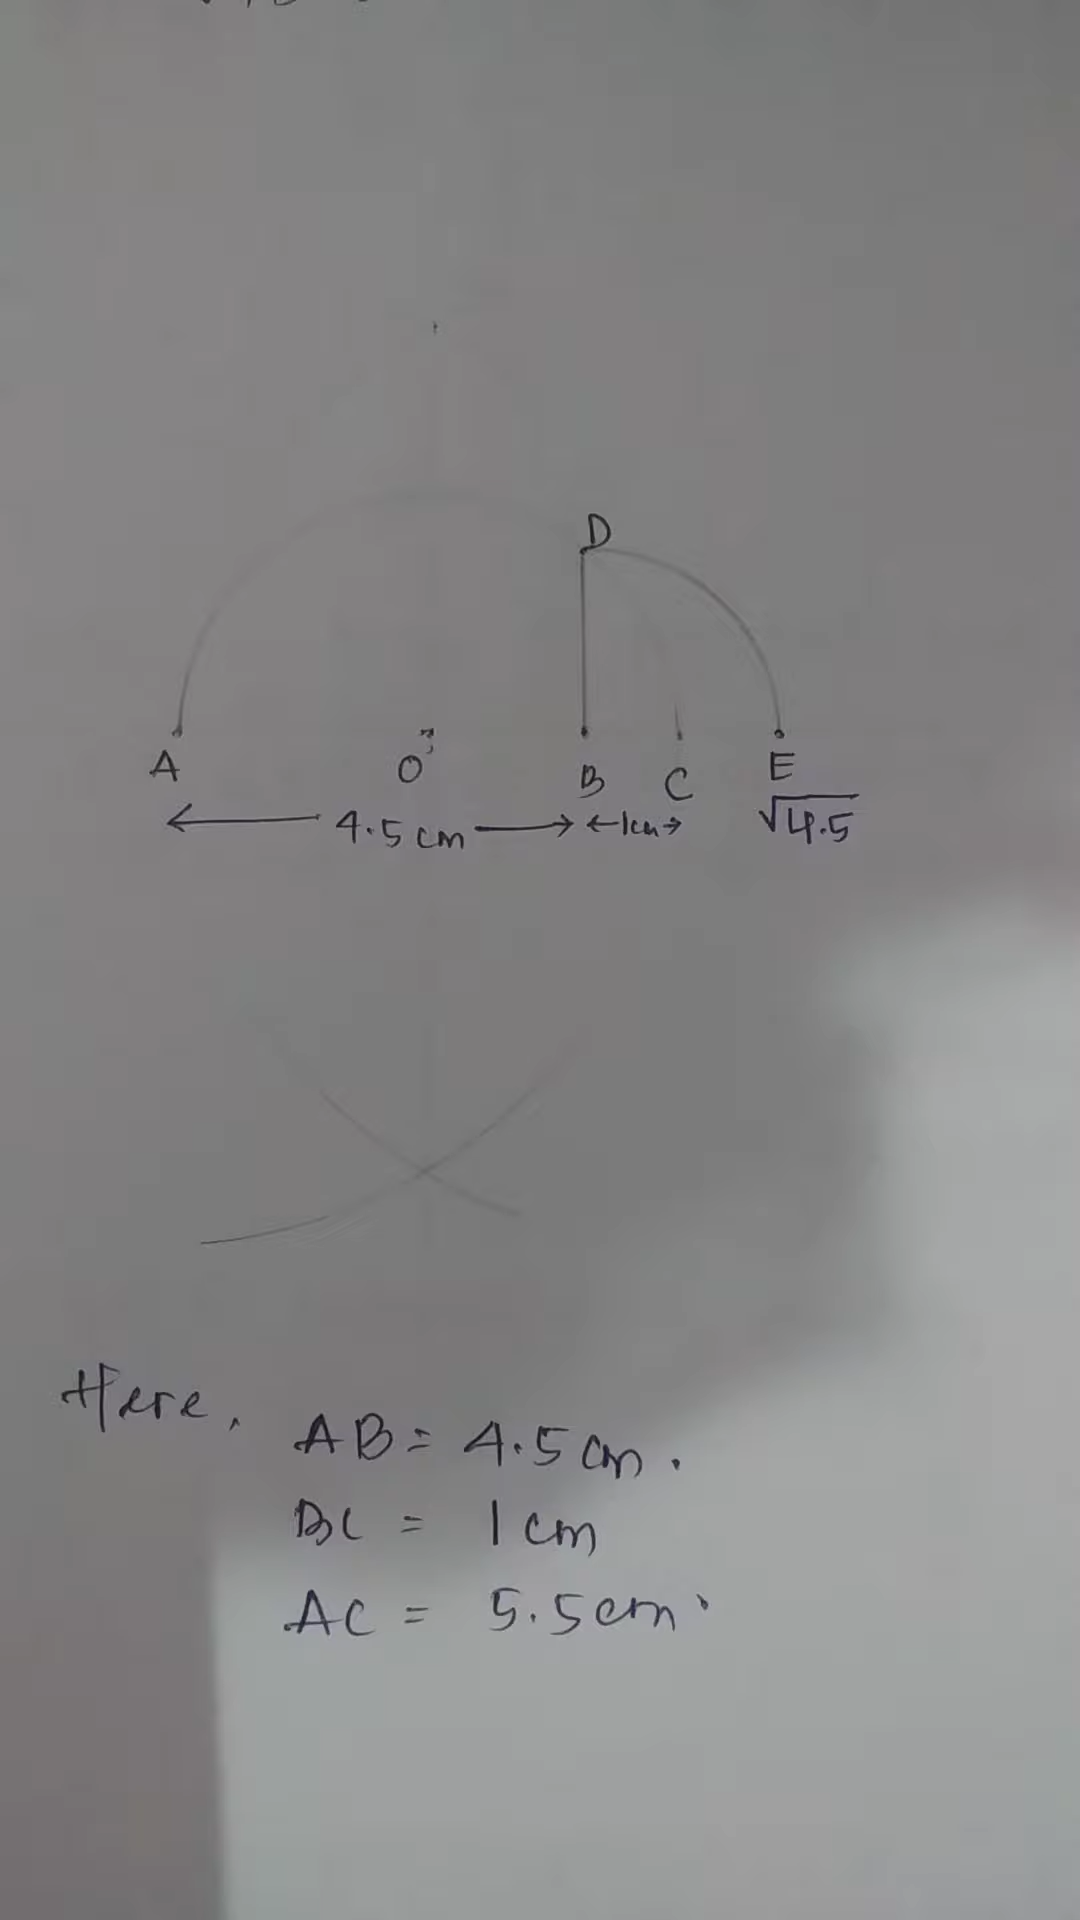 D
A O B C E
4.5 cm 1cm √4.5
Here,
AB = 4.5 cm.
BC = 1 cm
AC = 5.5 cm.